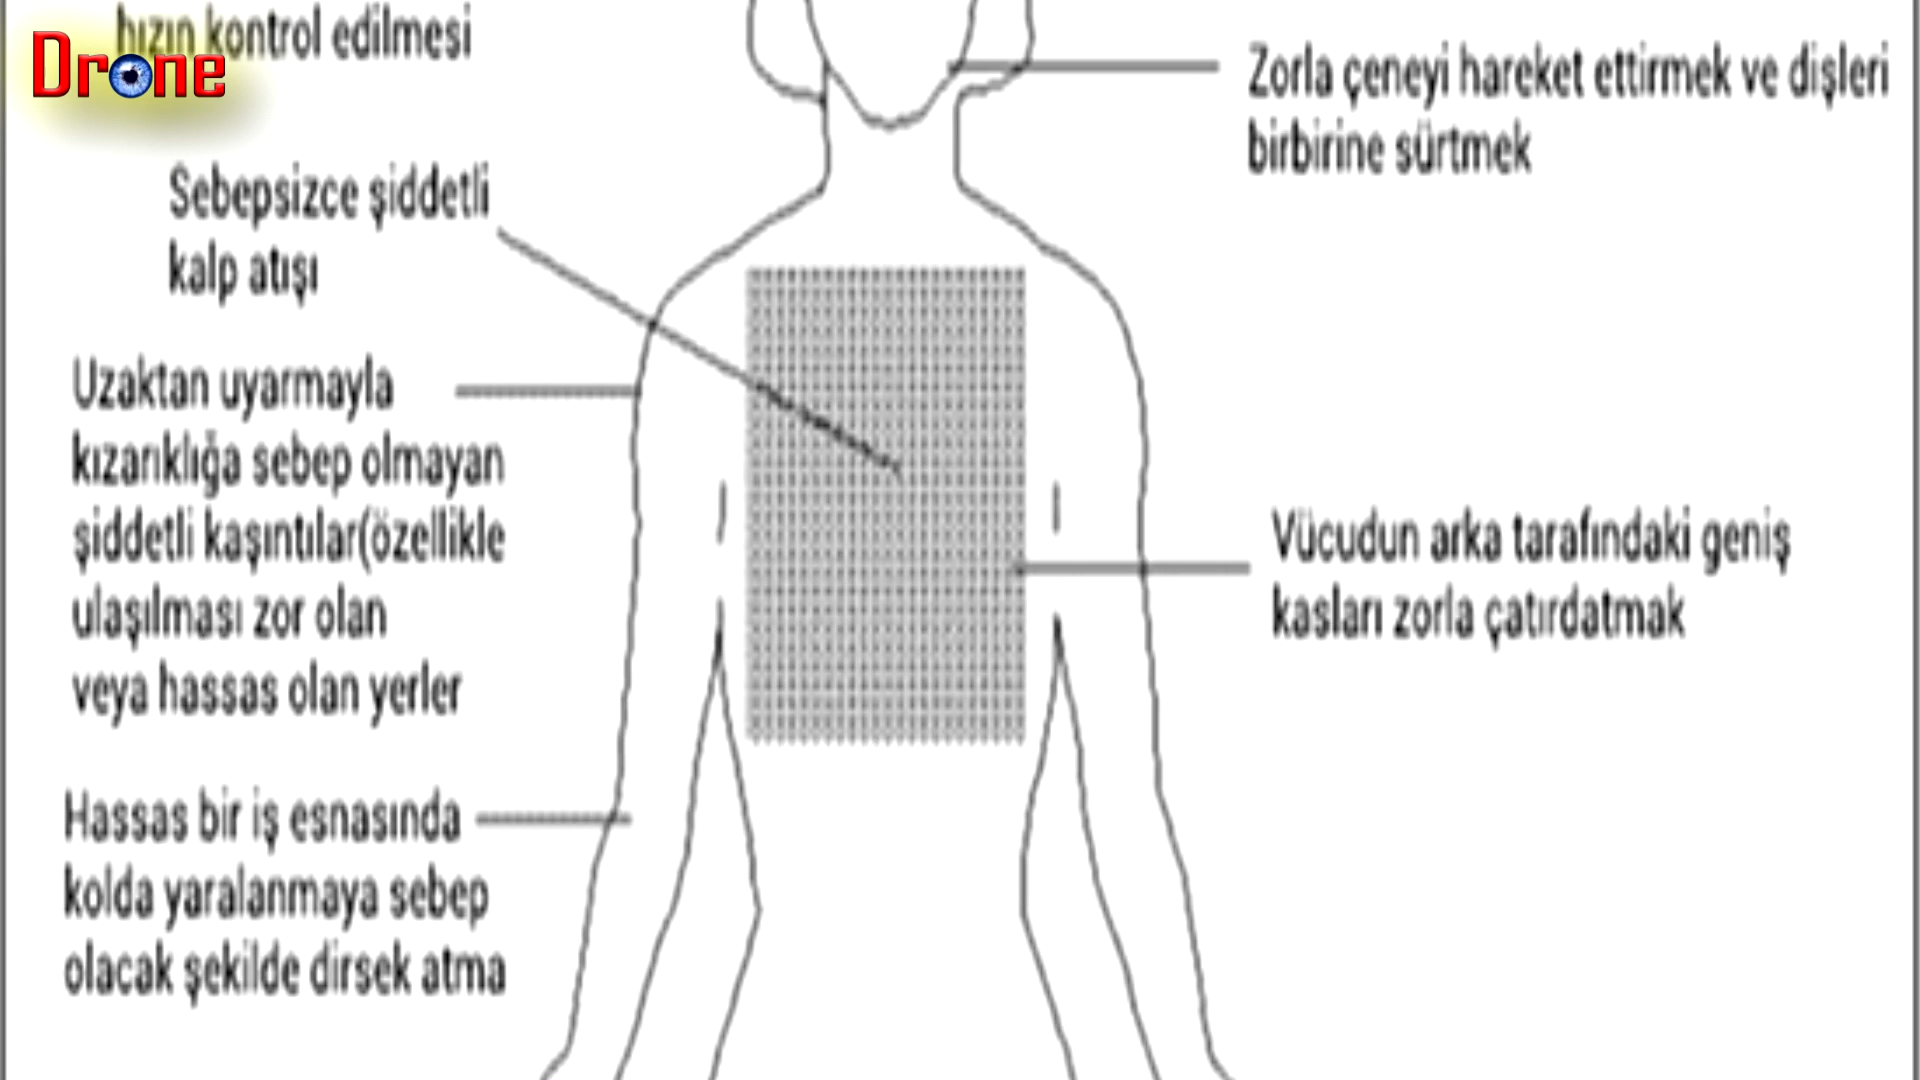 hızın kontrol edilmesi
Drone
Zorla çeneyi hareket ettirmek ve dişleri
birbirine sürtmek
Sebepsizce şiddetli
kalp atışı
Uzaktan uyarmayla
kızarıklığa sebep olmayan
şiddetli kaşıntılar(özellikle
ulaşılması zor olan
veya hassas olan yerler
Vücudun arka tarafındaki geniş
kasları zorla çatırdatmak
Hassas bir iş esnasında
kolda yaralanmaya sebep
olacak şekilde dirsek atma